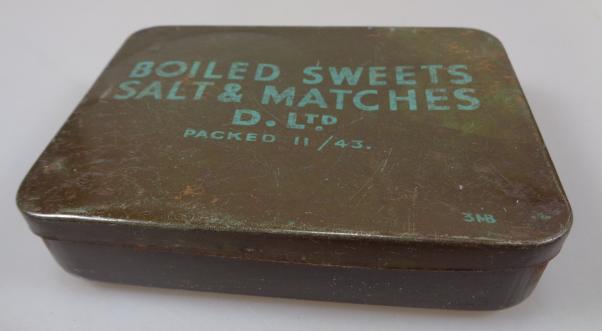 BOILED SWEETS
SALT & MATCHES
D. LTD
PACKED 11/43.
3MB